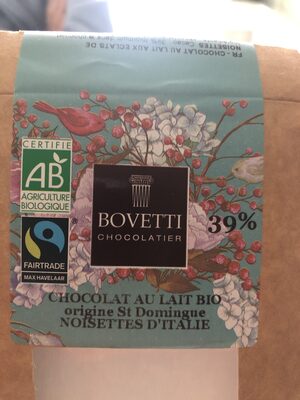 FR - CHOCOLAT AU LAIT AUX ECLATS DE
NOISETTES
CERTIFIÉ
AB
AGRICULTURE
BIOLOGIQUE
FAIRTRADE
MAX HAVELAAR
BOVETTI
CHOCOLATIER
39%
CHOCOLAT AU LAIT BIO
origine St Domingue
NOISETTES D'ITALIE